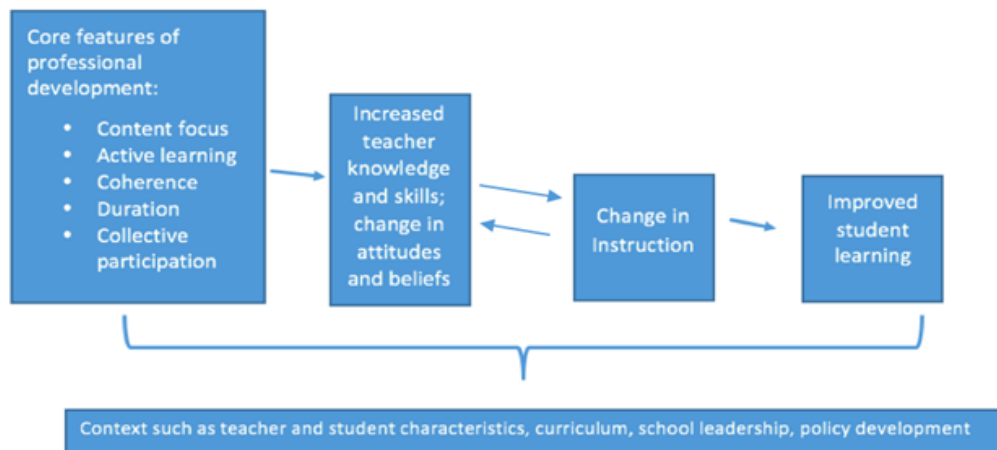 Core features of
professional
development:
• Content focus
• Active learning
• Coherence
• Duration
• Collective
participation
Increased
teacher
knowledge
and skills;
change in
attitudes
and beliefs
Change in
Instruction
Improved
student
learning
Context such as teacher and student characteristics, curriculum, school leadership, policy development